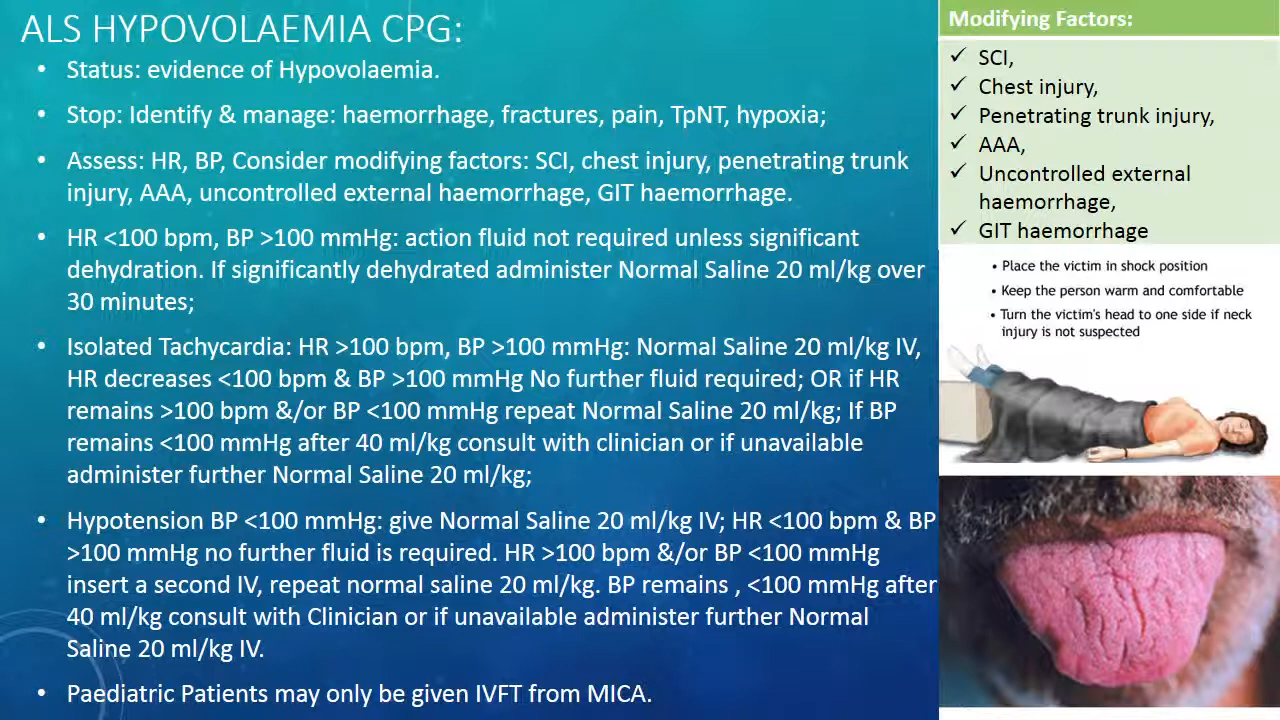 ALS HYPOVOLAEMIA CPG:
• Status: evidence of Hypovolaemia.
• Stop: Identify & manage: haemorrhage, fractures, pain, TpNT, hypoxia;
• Assess: HR, BP, Consider modifying factors: SCI, chest injury, penetrating trunk
injury, AAA, uncontrolled external haemorrhage, GIT haemorrhage.
• HR <100 bpm, BP >100 mmHg: action fluid not required unless significant
dehydration. If significantly dehydrated administer Normal Saline 20 ml/kg over
30 minutes;
• Isolated Tachycardia: HR >100 bpm, BP >100 mmHg: Normal Saline 20 ml/kg IV,
HR decreases <100 bpm & BP >100 mmHg No further fluid required; OR if HR
remains >100 bpm &/or BP <100 mmHg repeat Normal Saline 20 ml/kg; If BP
remains <100 mmHg after 40 ml/kg consult with clinician or if unavailable
administer further Normal Saline 20 ml/kg;
• Hypotension BP <100 mmHg: give Normal Saline 20 ml/kg IV; HR <100 bpm & BP
>100 mmHg no further fluid is required. HR >100 bpm &/or BP <100 mmHg
insert a second IV, repeat normal saline 20 ml/kg. BP remains , <100 mmHg after
40 ml/kg consult with Clinician or if unavailable administer further Normal
Saline 20 ml/kg IV.
• Paediatric Patients may only be given IVFT from MICA.
Modifying Factors:
✓ SCI,
✓ Chest injury,
✓ Penetrating trunk injury,
✓ AAA,
✓ Uncontrolled external
haemorrhage,
✓ GIT haemorrhage
• Place the victim in shock position
• Keep the person warm and comfortable
• Turn the victim's head to one side if neck
injury is not suspected